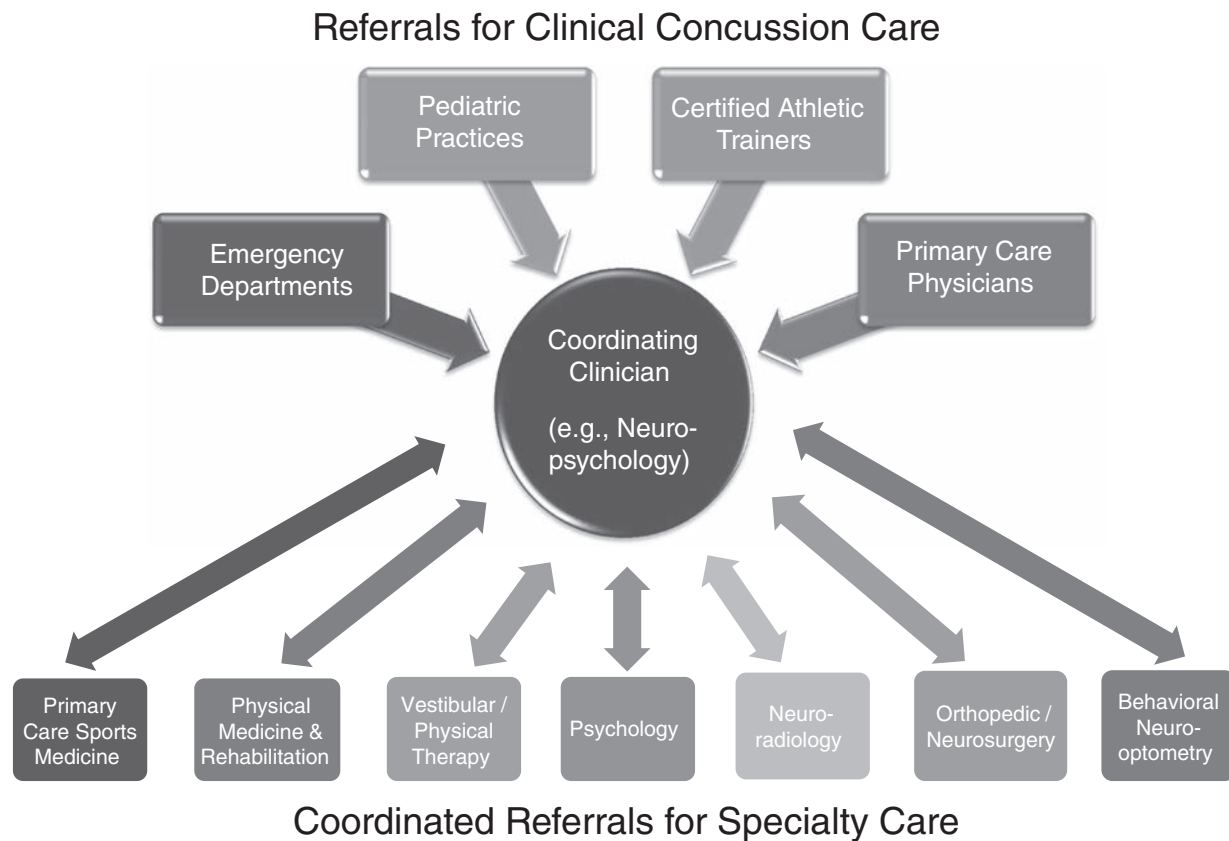 Referrals for Clinical Concussion Care
Pediatric
Practices
Certified Athletic
Trainers
Emergency
Departments
Primary Care
Physicians
Coordinating
Clinician
(e.g., Neuro-
psychology)
Primary
Care Sports
Medicine
Physical
Medicine &
Rehabilitation
Vestibular /
Physical
Therapy
Psychology
Neuro-
radiology
Orthopedic /
Neurosurgery
Behavioral
Neuro-
optometry
Coordinated Referrals for Specialty Care